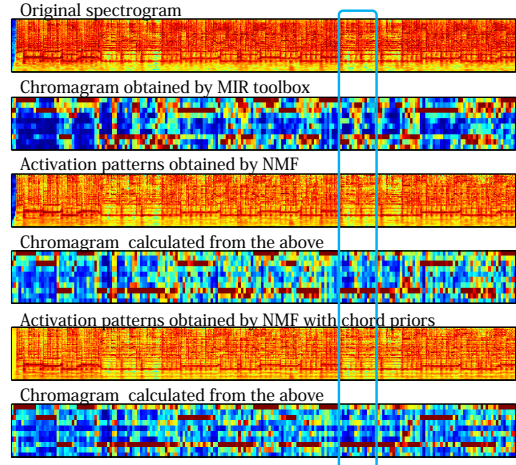 Original spectrogram
Chromagram obtained by MIR toolbox
Activation patterns obtained by NMF
Chromagram calculated from the above
Activation patterns obtained by NMF with chord priors
Chromagram calculated from the above